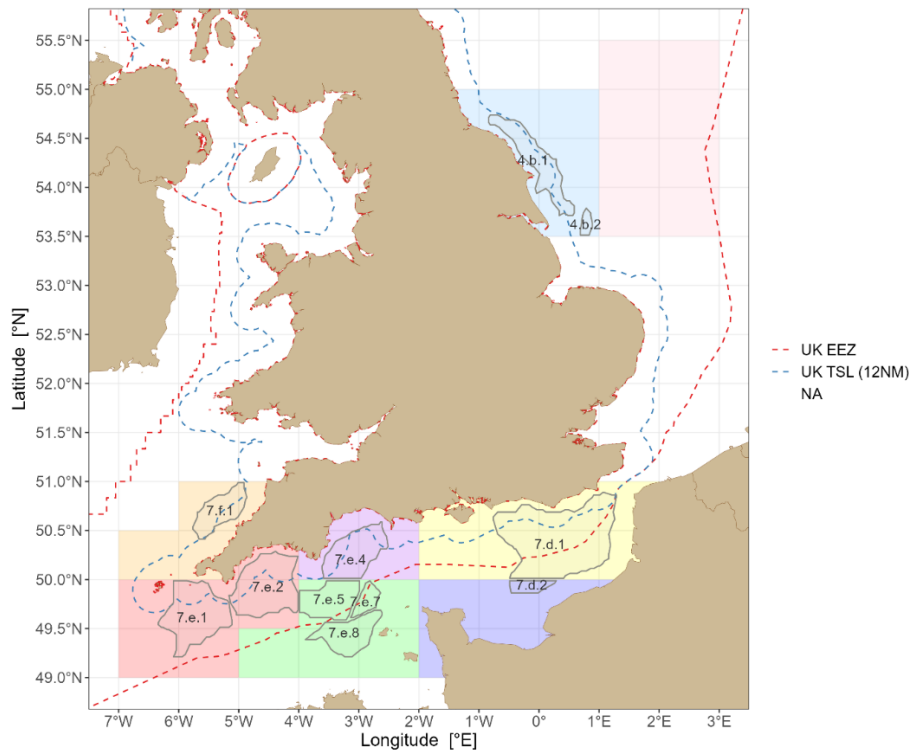 55.5°N
55.0°N
54.5°N
54.0°N
53.5°N
53.0°N
52.5°N
52.0°N
51.5°N
51.0°N
50.5°N
50.0°N
49.5°N
49.0°N
Latitude [°N]
4.b.1
4.b.2
7.f.1
7.e.4
7.d.1
7.e.2
7.d.2
7.e.5
7.e.7
7.e.1
7.e.8
7°W 6°W 5°W 4°W 3°W 2°W 1°W 0° 1°E 2°E 3°E
Longitude [°E]
UK EEZ
UK TSL (12NM)
NA